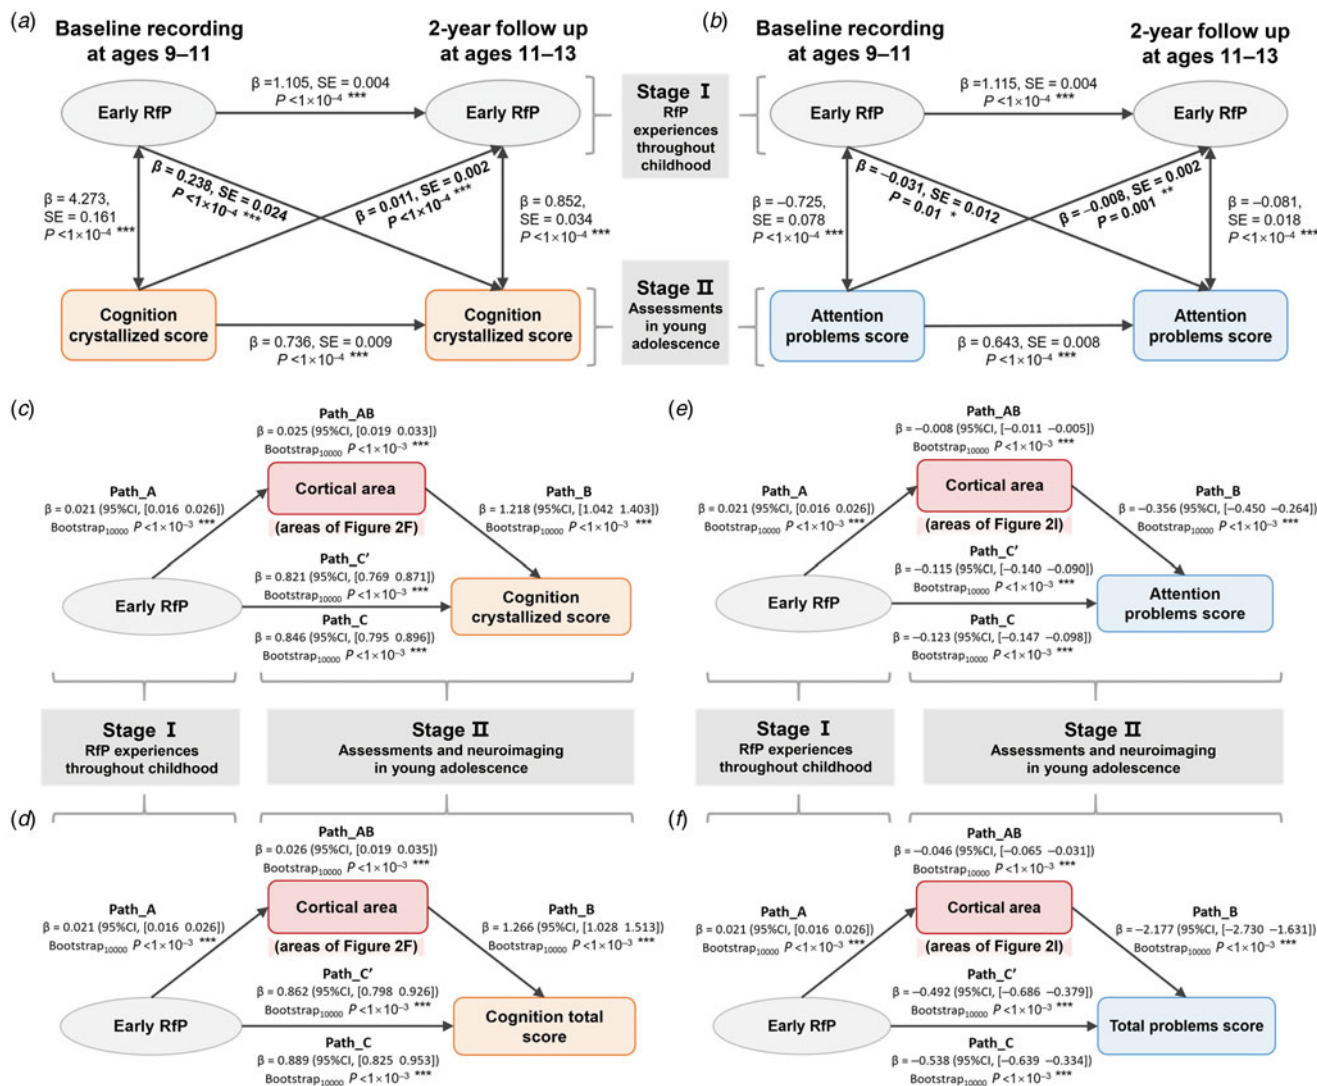 (a)
Baseline recording
at ages 9–11
2-year follow up
at ages 11–13
β =1.105, SE = 0.004
P <1×10⁻⁴ ***
Early RfP
Early RfP
β = 4.273,
SE = 0.161
P <1×10⁻⁴ ***
β = 0.238, SE = 0.024
P <1×10⁻⁴ ***
β = 0.011, SE = 0.002
P <1×10⁻⁴ ***
β = 0.852,
SE = 0.034
P <1×10⁻⁴ ***
Cognition
crystallized score
Cognition
crystallized score
β = 0.736, SE = 0.009
P <1×10⁻⁴ ***
Stage I
RfP
experiences
throughout
childhood
Stage II
Assessments
in young
adolescence
(b)
Baseline recording
at ages 9–11
2-year follow up
at ages 11–13
β =1.115, SE = 0.004
P <1×10⁻⁴ ***
Early RfP
Early RfP
β = −0.725,
SE = 0.078
P <1×10⁻⁴ ***
β = −0.031, SE = 0.012
P = 0.01 *
β = −0.008, SE = 0.002
P = 0.001 **
β = −0.081,
SE = 0.018
P <1×10⁻⁴ ***
Attention
problems score
Attention
problems score
β = 0.643, SE = 0.008
P <1×10⁻⁴ ***
(c)
Path_AB
β = 0.025 (95%CI, [0.019 0.033])
Bootstrap₁₀₀₀₀ P <1×10⁻³ ***
Path_A
β = 0.021 (95%CI, [0.016 0.026])
Bootstrap₁₀₀₀₀ P <1×10⁻³ ***
Cortical area
(areas of Figure 2F)
Path_B
β = 1.218 (95%CI, [1.042 1.403])
Bootstrap₁₀₀₀₀ P <1×10⁻³ ***
Path_C’
β = 0.821 (95%CI, [0.769 0.871])
Bootstrap₁₀₀₀₀ P <1×10⁻³ ***
Early RfP
Cognition
crystallized score
Path_C
β = 0.846 (95%CI, [0.795 0.896])
Bootstrap₁₀₀₀₀ P <1×10⁻³ ***
(e)
Path_AB
β = −0.008 (95%CI, [−0.011 −0.005])
Bootstrap₁₀₀₀₀ P <1×10⁻³ ***
Path_A
β = 0.021 (95%CI, [0.016 0.026])
Bootstrap₁₀₀₀₀ P <1×10⁻³ ***
Cortical area
(areas of Figure 2I)
Path_B
β = −0.356 (95%CI, [−0.450 −0.264])
Bootstrap₁₀₀₀₀ P <1×10⁻³ ***
Path_C’
β = −0.115 (95%CI, [−0.140 −0.090])
Bootstrap₁₀₀₀₀ P <1×10⁻³ ***
Early RfP
Attention
problems score
Path_C
β = −0.123 (95%CI, [−0.147 −0.098])
Bootstrap₁₀₀₀₀ P <1×10⁻³ ***
Stage I
RfP experiences
throughout childhood
Stage II
Assessments and neuroimaging
in young adolescence
Stage I
RfP experiences
throughout childhood
Stage II
Assessments and neuroimaging
in young adolescence
(d)
Path_AB
β = 0.026 (95%CI, [0.019 0.035])
Bootstrap₁₀₀₀₀ P <1×10⁻³ ***
Path_A
β = 0.021 (95%CI, [0.016 0.026])
Bootstrap₁₀₀₀₀ P <1×10⁻³ ***
Cortical area
(areas of Figure 2F)
Path_B
β = 1.266 (95%CI, [1.028 1.513])
Bootstrap₁₀₀₀₀ P <1×10⁻³ ***
Path_C’
β = 0.862 (95%CI, [0.798 0.926])
Bootstrap₁₀₀₀₀ P <1×10⁻³ ***
Early RfP
Cognition total
score
Path_C
β = 0.889 (95%CI, [0.825 0.953])
Bootstrap₁₀₀₀₀ P <1×10⁻³ ***
(f)
Path_AB
β = −0.046 (95%CI, [−0.065 −0.031])
Bootstrap₁₀₀₀₀ P <1×10⁻³ ***
Path_A
β = 0.021 (95%CI, [0.016 0.026])
Bootstrap₁₀₀₀₀ P <1×10⁻³ ***
Cortical area
(areas of Figure 2I)
Path_B
β = −2.177 (95%CI, [−2.730 −1.631])
Bootstrap₁₀₀₀₀ P <1×10⁻³ ***
Path_C’
β = −0.492 (95%CI, [−0.686 −0.379])
Bootstrap₁₀₀₀₀ P <1×10⁻³ ***
Early RfP
Total problems score
Path_C
β = −0.538 (95%CI, [−0.639 −0.334])
Bootstrap₁₀₀₀₀ P <1×10⁻³ ***